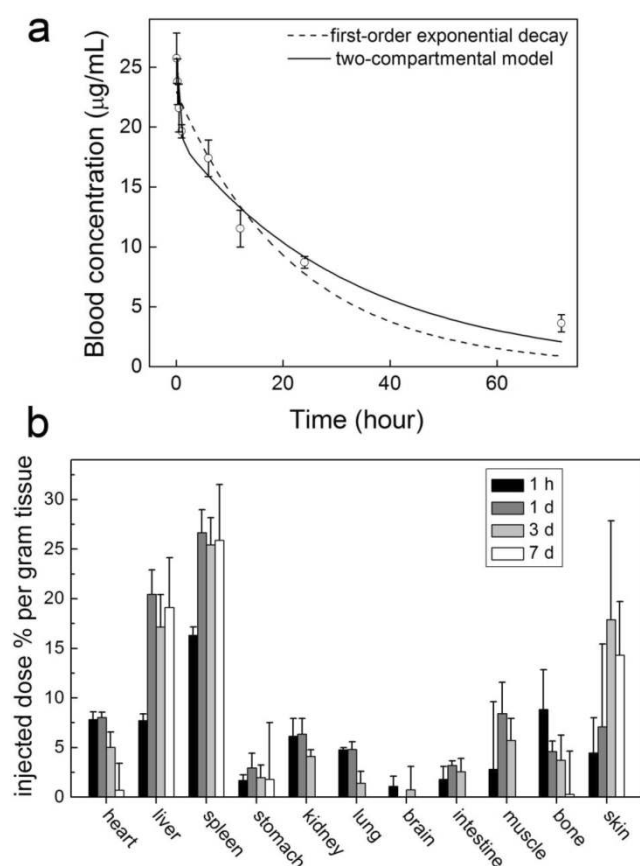 a
first-order exponential decay
two-compartmental model
Blood concentration (μg/mL)
25
20
15
10
5
0
0 20 40 60
Time (hour)
b
injected dose % per gram tissue
30
25
20
15
10
5
0
1 h
1 d
3 d
7 d
heart liver spleen stomach kidney lung brain intestine muscle bone skin